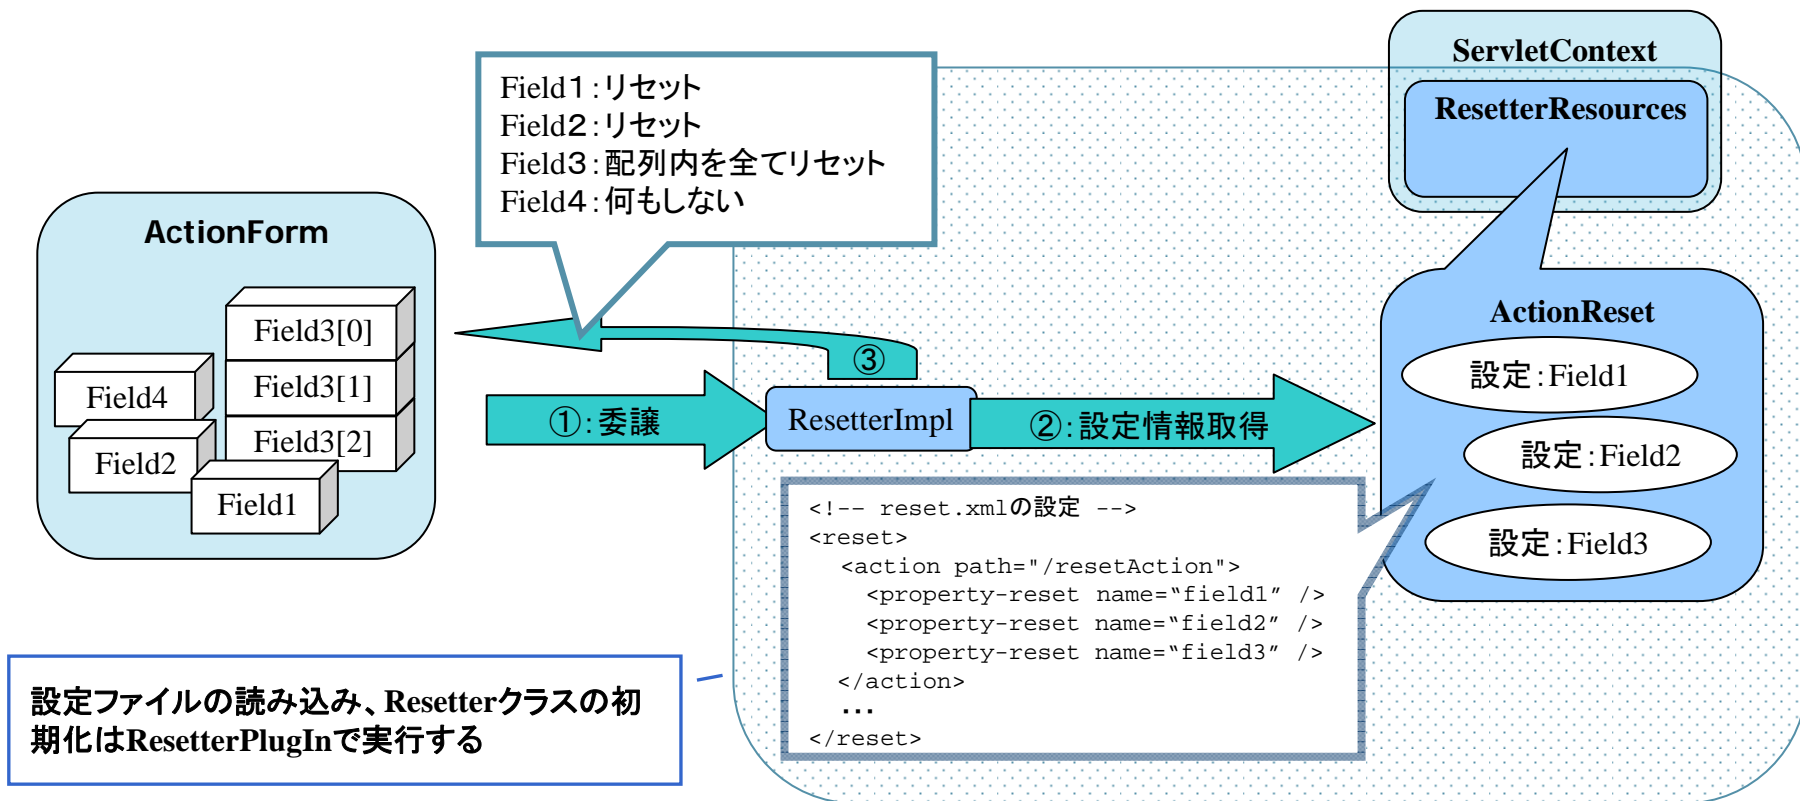 Field1:リセット
Field2:リセット
Field3:配列内を全てリセット
Field4:何もしない
ServletContext
ResetterResources
ActionForm
Field3[0]
Field3[1]
Field3[2]
Field4
Field2
Field1
①:委譲
ResetterImpl
③
②:設定情報取得
ActionReset
設定:Field1
設定:Field2
設定:Field3
<!-- reset.xmlの設定 -->
<reset>
<action path="/resetAction">
<property-reset name=“field1” />
<property-reset name=“field2” />
<property-reset name=“field3” />
</action>
・・・
</reset>
設定ファイルの読み込み、Resetterクラスの初
期化はResetterPlugInで実行する